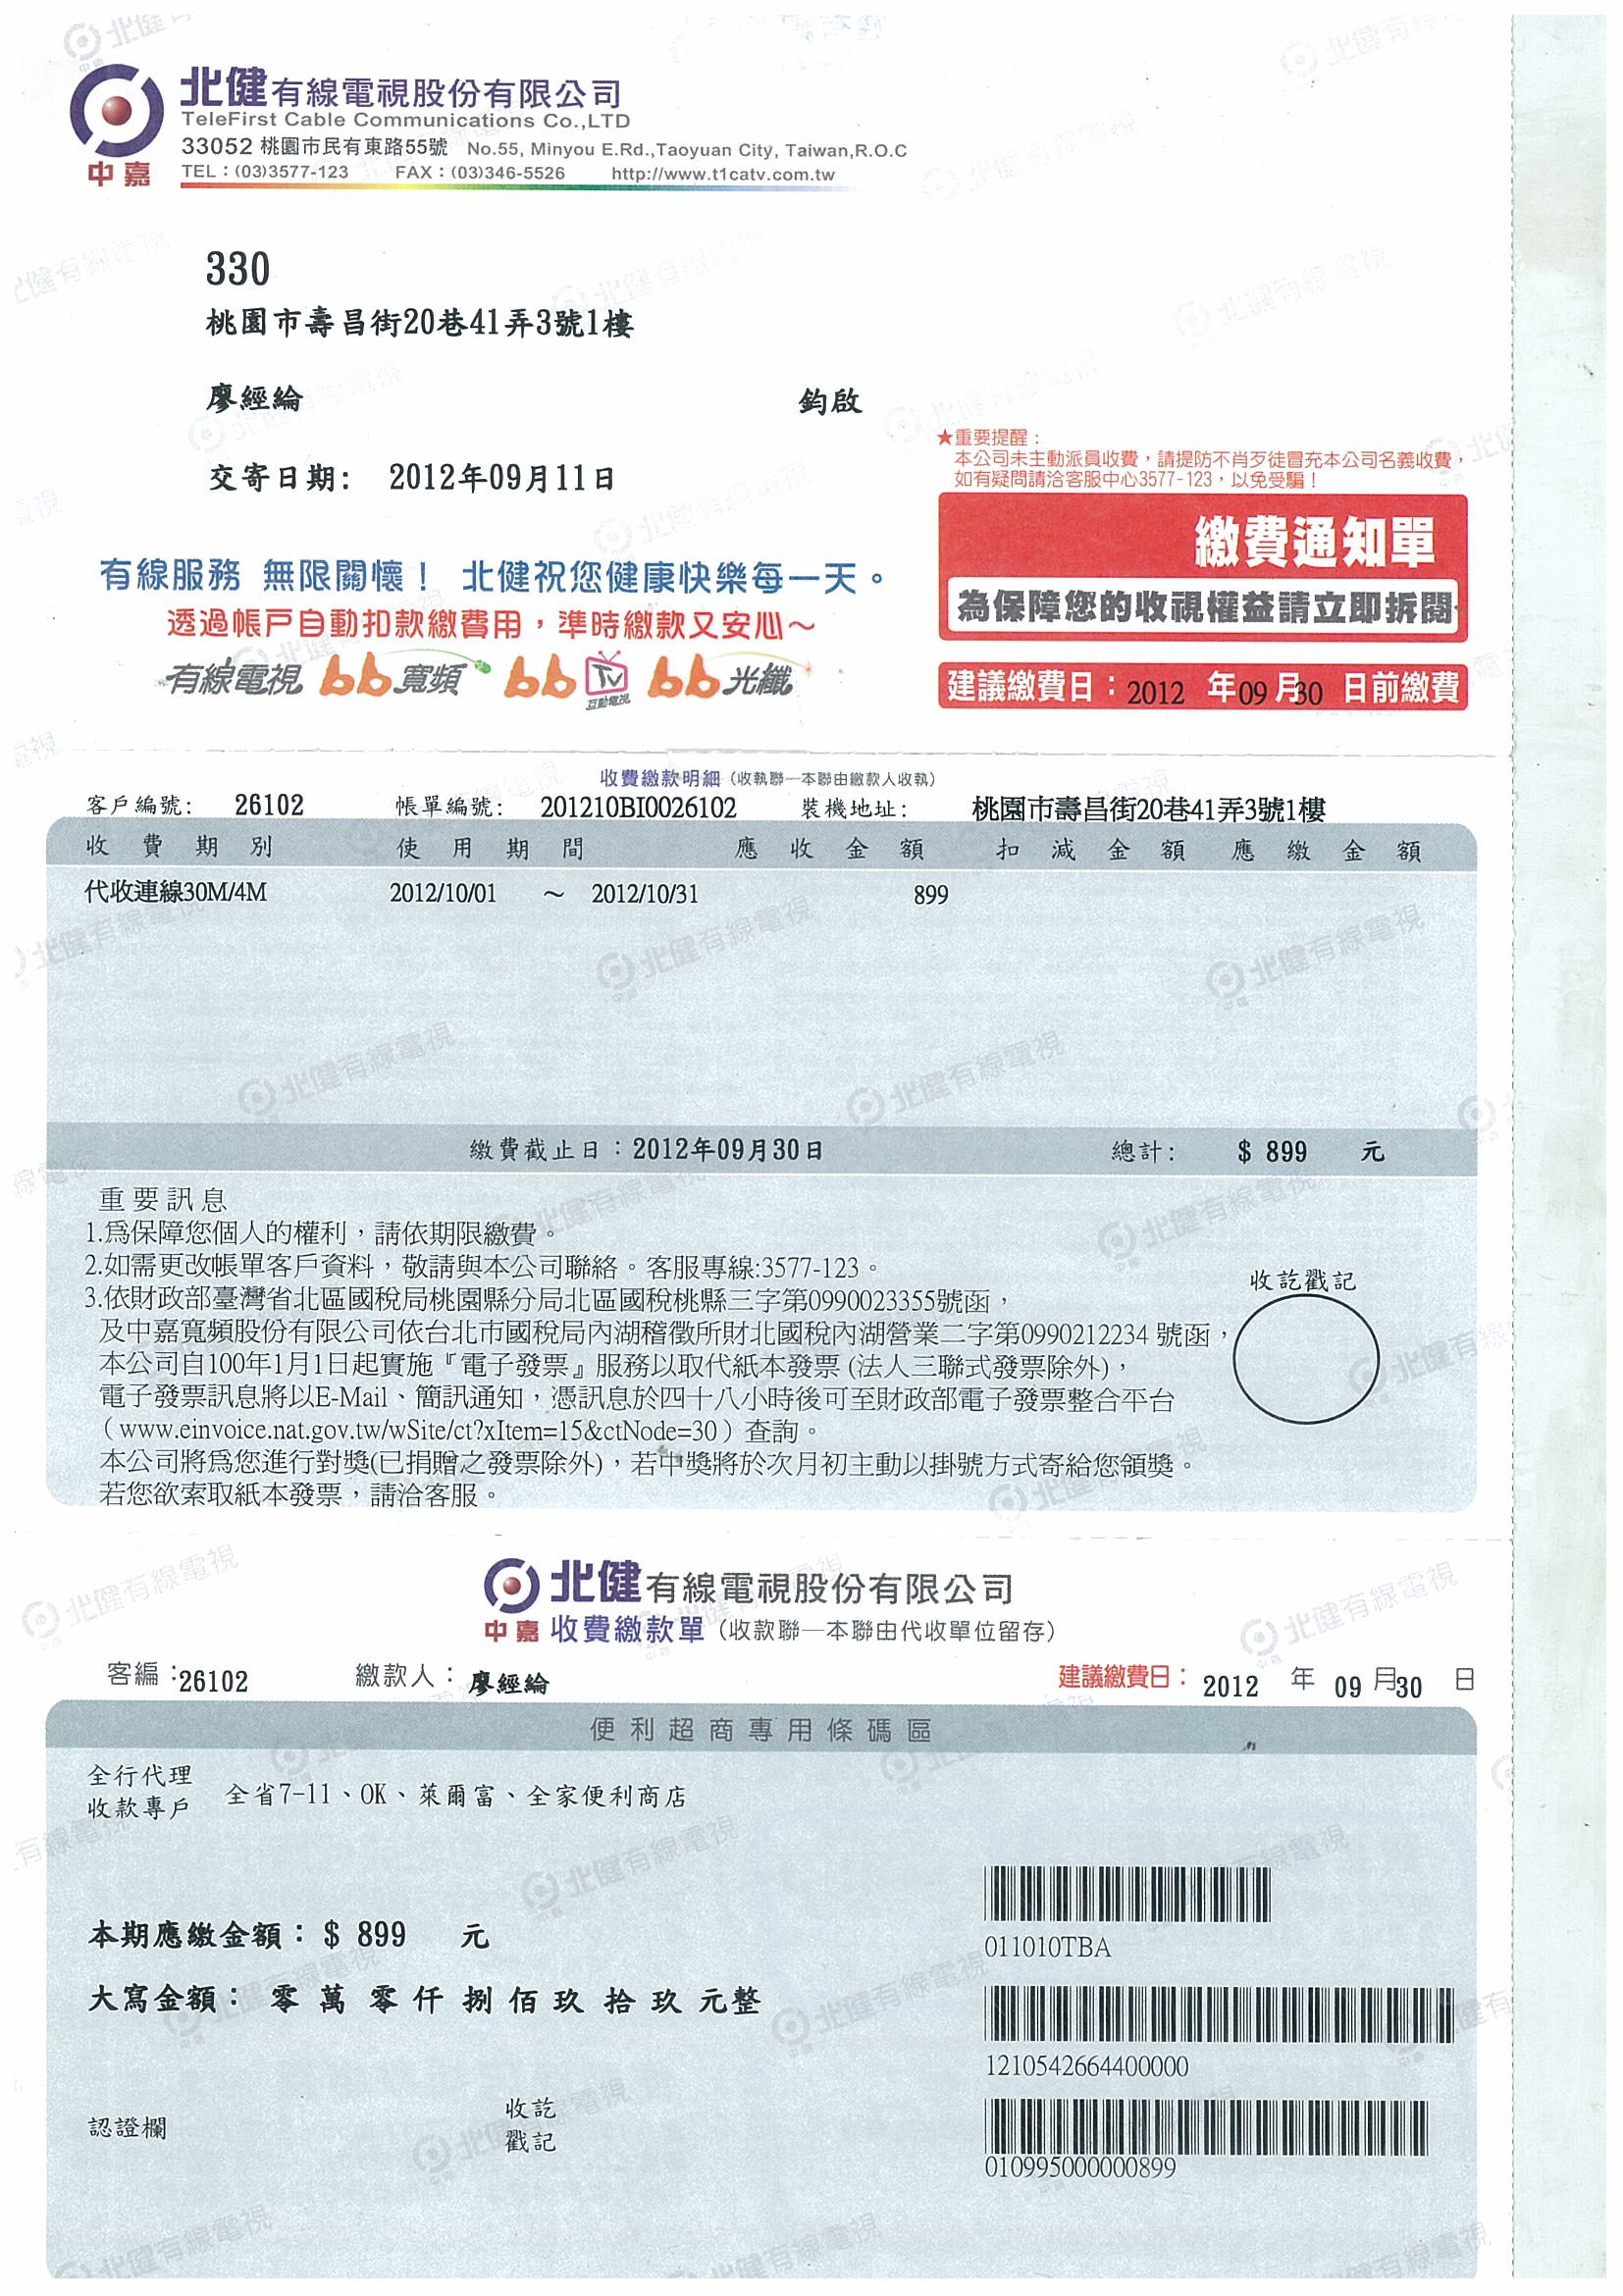 北健有線電視股份有限公司
TeleFirst Cable Communications Co.,LTD
33052 桃園市民有東路55號 No.55, Minyou E.Rd.,Taoyuan City, Taiwan,R.O.C
中嘉
TEL：(03)3577-123 FAX：(03)346-5526 http://www.t1catv.com.tw
330
桃園市壽昌街20巷41弄3號1樓
廖經綸 鈞啟
交寄日期: 2012年09月11日
★重要提醒：
本公司未主動派員收費，請提防不肖歹徒冒充本公司名義收費，
如有疑問請洽客服中心3577-123，以免受騙！
繳費通知單
為保障您的收視權益請立即拆閱
有線服務 無限關懷！ 北健祝您健康快樂每一天。
透過帳戶自動扣款繳費用，準時繳款又安心～
有線電視 bb寬頻 bb TV 互動電視 bb光纖
建議繳費日：2012 年09 月30 日前繳費
收費繳款明細（收執聯—本聯由繳款人收執）
客戶編號: 26102 帳單編號: 201210BI0026102 裝機地址: 桃園市壽昌街20巷41弄3號1樓
收費期別 使用期間 應收金額 扣減金額 應繳金額
代收連線30M/4M 2012/10/01 ～ 2012/10/31 899
繳費截止日：2012年09月30日 總計: $ 899 元
重要訊息
1.為保障您個人的權利，請依期限繳費。
2.如需更改帳單客戶資料，敬請與本公司聯絡。客服專線:3577-123。
3.依財政部臺灣省北區國稅局桃園縣分局北區國稅桃縣三字第0990023355號函，
及中嘉寬頻股份有限公司依台北市國稅局內湖稽徵所財北國稅內湖營業二字第0990212234 號函，
本公司自100年1月1日起實施『電子發票』服務以取代紙本發票 (法人三聯式發票除外)，
電子發票訊息將以E-Mail、簡訊通知，憑訊息於四十八小時後可至財政部電子發票整合平台
（www.einvoice.nat.gov.tw/wSite/ct?xItem=15&ctNode=30）查詢。
本公司將為您進行對獎(已捐贈之發票除外)，若中獎將於次月初主動以掛號方式寄給您領獎。
若您欲索取紙本發票，請洽客服。
收訖戳記
北健有線電視股份有限公司
中嘉 收費繳款單（收款聯—本聯由代收單位留存）
客編：26102 繳款人：廖經綸 建議繳費日： 2012 年 09 月30 日
便利超商專用條碼區
全行代理
收款專戶
全省7-11、OK、萊爾富、全家便利商店
本期應繳金額：$ 899 元
011010TBA
大寫金額： 零 萬 零 仟 捌 佰 玖 拾 玖 元整
1210542664400000
認證欄
收訖
戳記
010995000000899